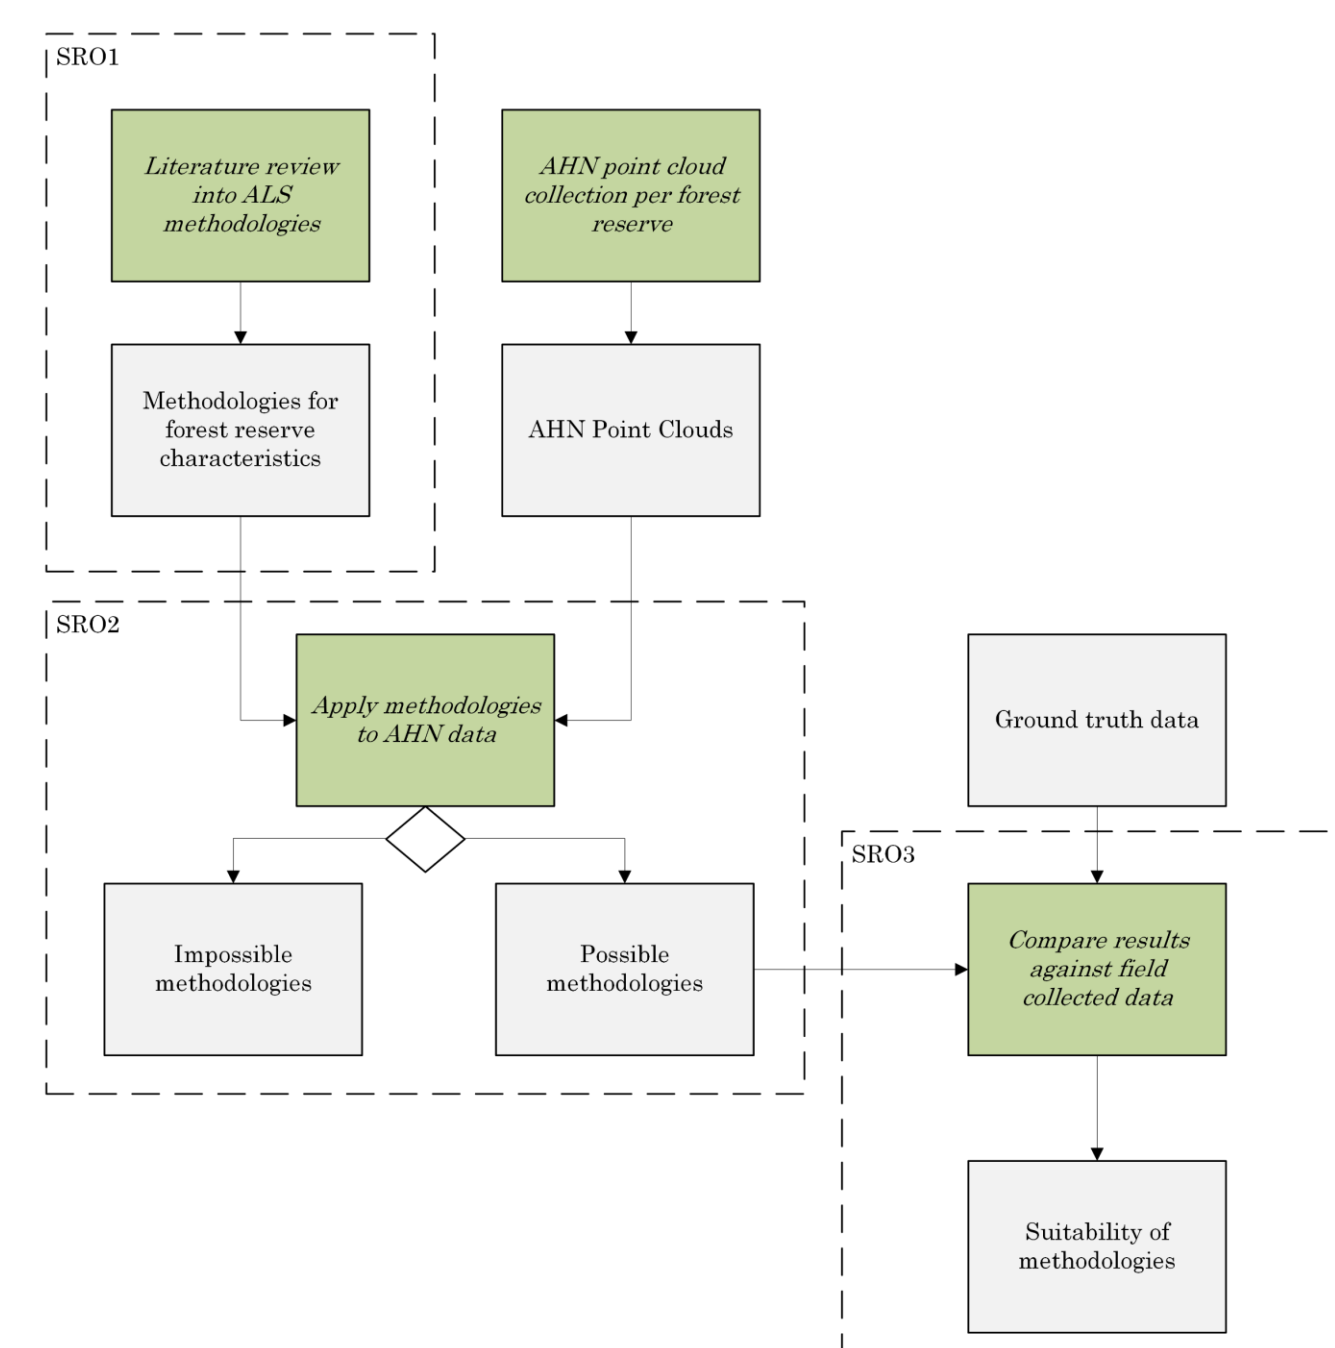 SRO1
Literature review
into ALS
methodologies
AHN point cloud
collection per forest
reserve
Methodologies for
forest reserve
characteristics
AHN Point Clouds
SRO2
Apply methodologies
to AHN data
Ground truth data
SRO3
Impossible
methodologies
Possible
methodologies
Compare results
against field
collected data
Suitability of
methodologies